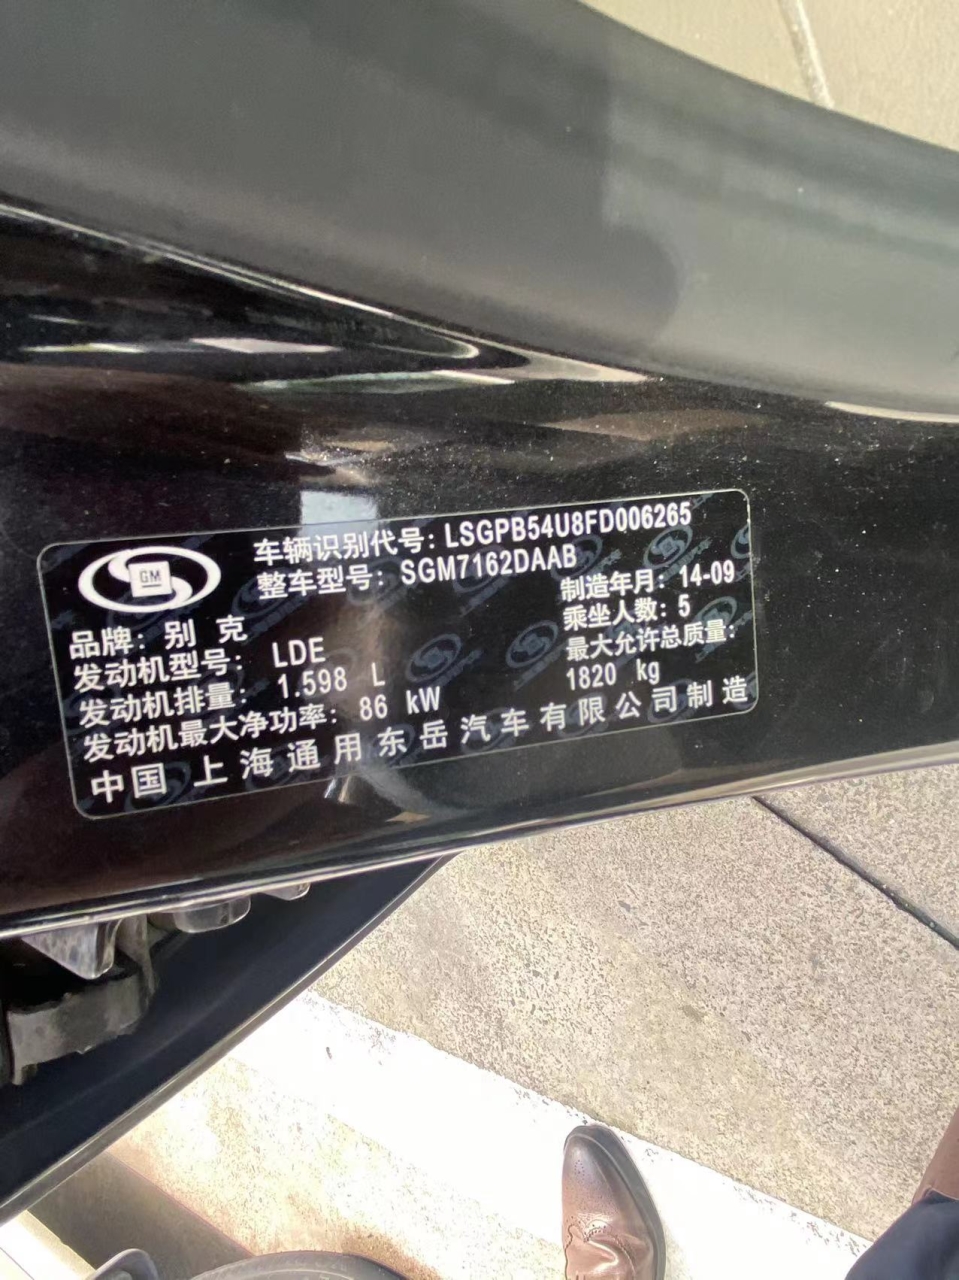 车辆识别代号: LSGPB54U8FD006265
整车型号: SGM7162DAAB
GM
制造年月: 14-09
品牌: 别 克
乘坐人数: 5
发动机型号: LDE
最大允许总质量:
发动机排量: 1.598 L
1820 kg
发动机最大净功率: 86 kW
中国 上海通用东岳汽车有限公司制造